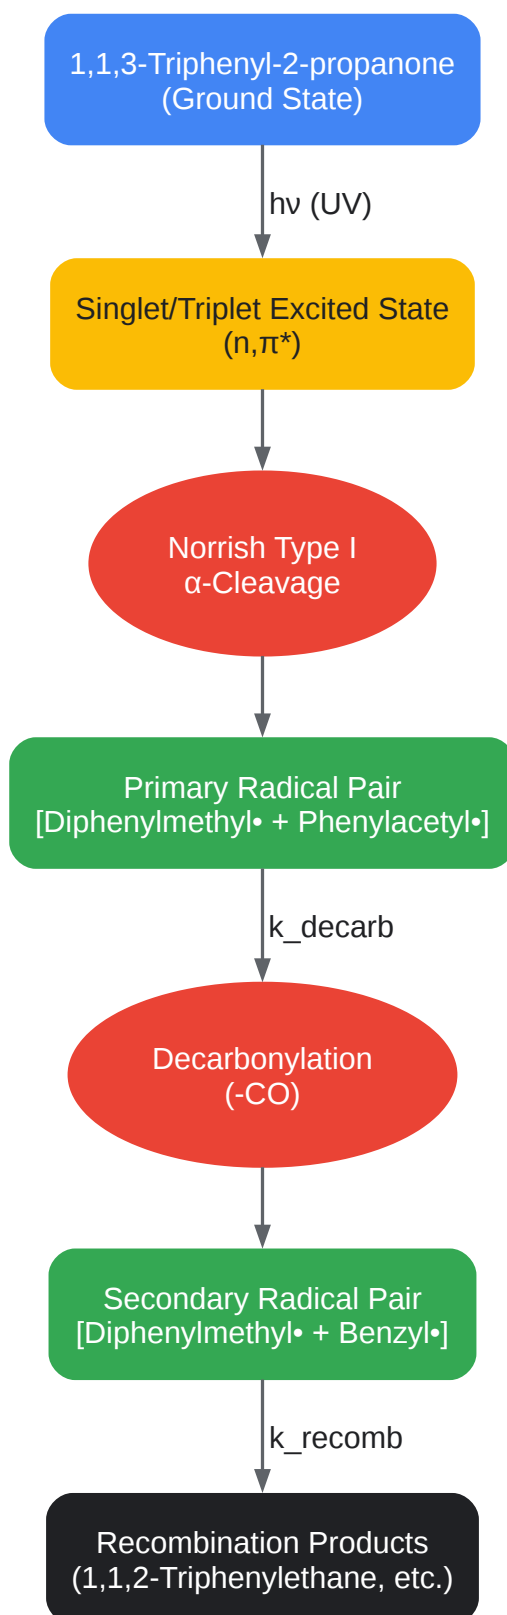 1,1,3-Triphenyl-2-propanone
(Ground State)
hν (UV)
Singlet/Triplet Excited State
(n,π*)
Norrish Type I
α-Cleavage
Primary Radical Pair
[Diphenylmethyl• + Phenylacetyl•]
k_decarb
Decarbonylation
(-CO)
Secondary Radical Pair
[Diphenylmethyl• + Benzyl•]
k_recomb
Recombination Products
(1,1,2-Triphenylethane, etc.)